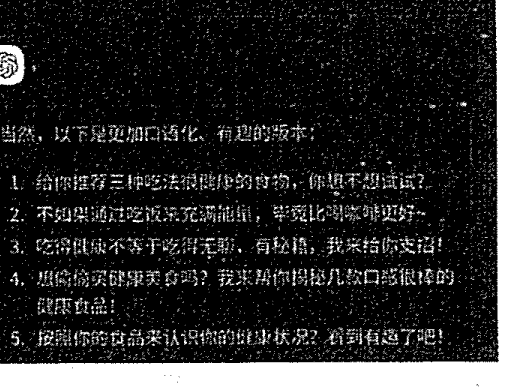 当然，以下是更加口语化、有趣的版本：
1. 给你推荐三种吃法很健康的食物，你想不想试试？
2. 不如果通过吃饭来充满能量，毕竟比喝咖啡更好~
3. 吃得健康不等于吃得无聊，有秘籍，我来给你支招！
4. 想偷偷卖健康美食吗？我来帮你揭秘几款口感很棒的
健康食品！
5. 按照你的食品来认识你的健康状况？看到有趣了吧！